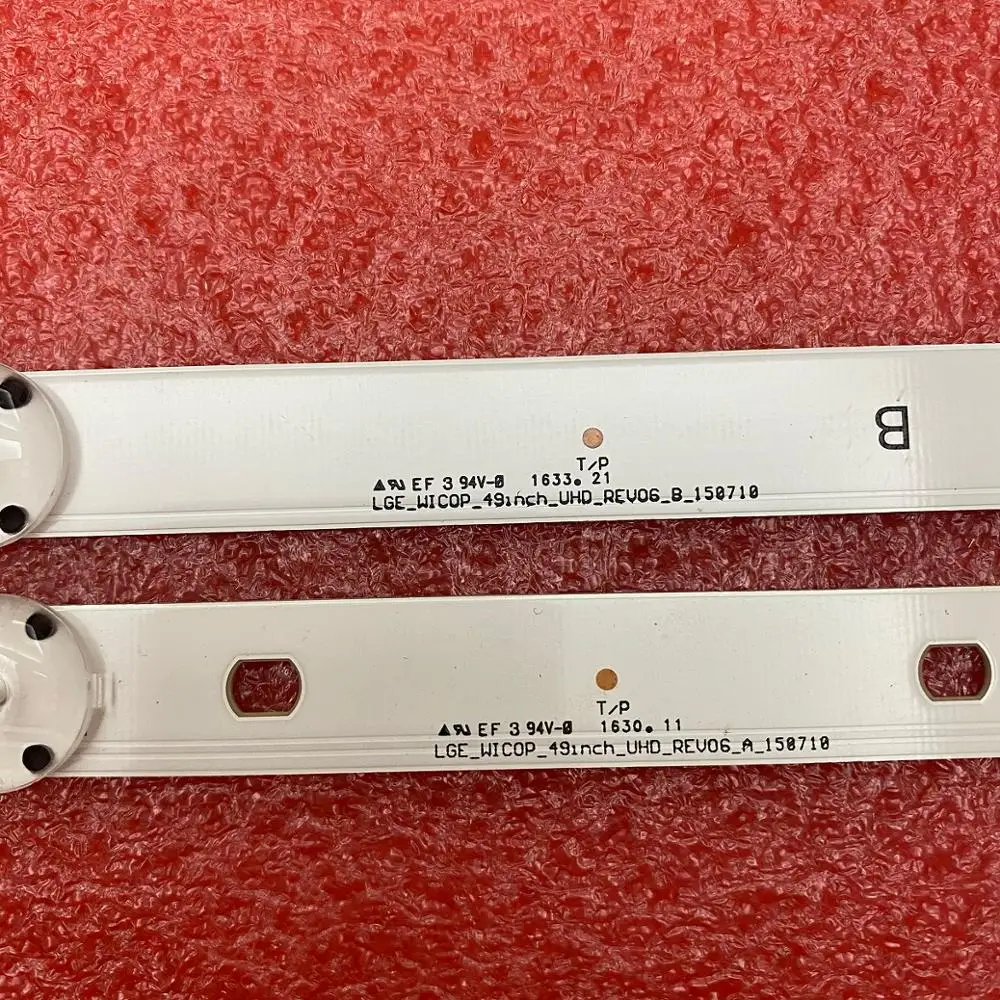 B
T/P
EF 3 94V-0 1633. 21
LGE_WICOP_49inch_UHD_REV06_B_150710
T/P
EF 3 94V-0 1630. 11
LGE_WICOP_49inch_UHD_REV06_A_150710